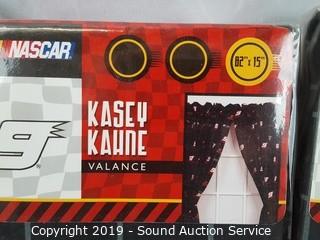 NASCAR
82" x 15"
9
KASEY
KAHNE
VALANCE
Copyright 2019 - Sound Auction Service